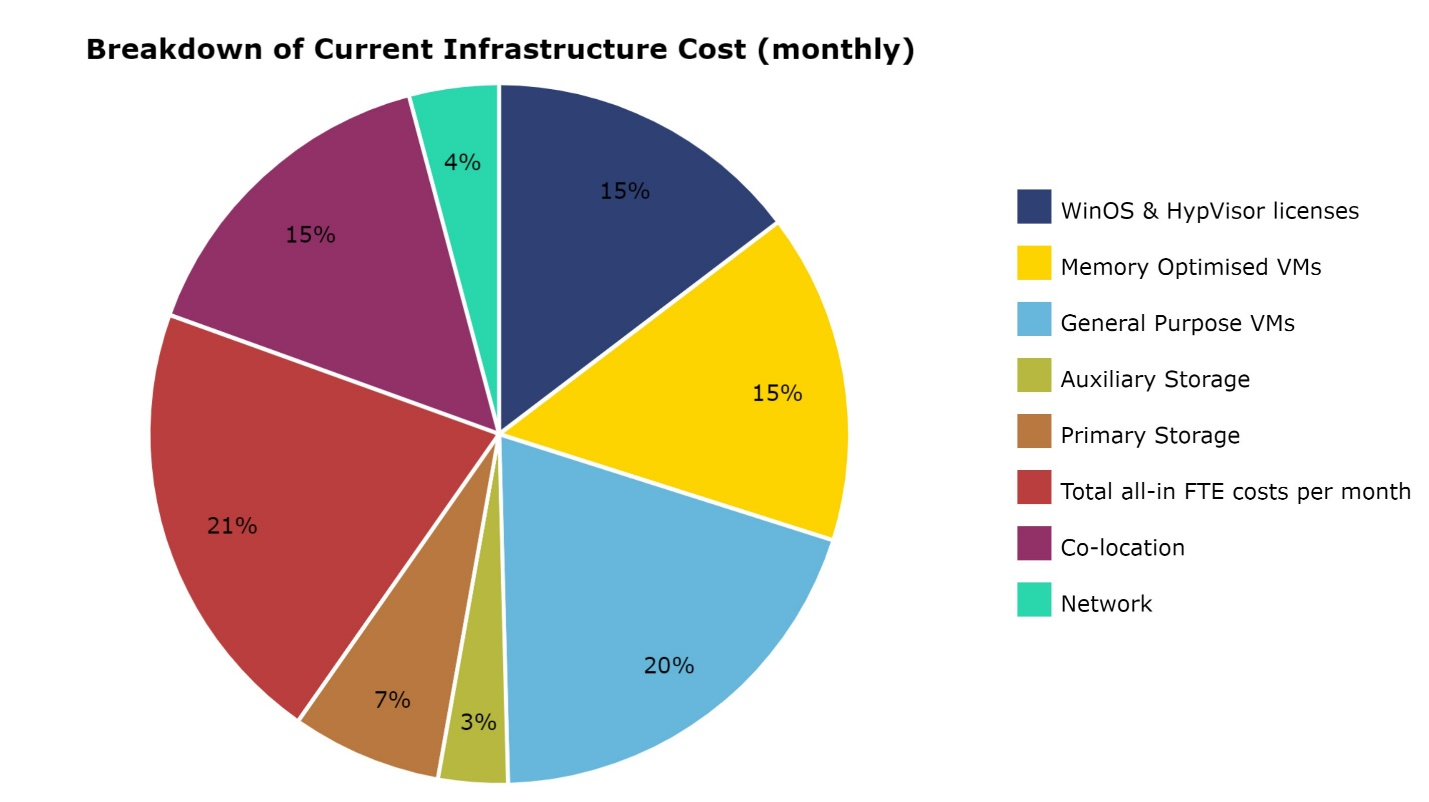 Breakdown of Current Infrastructure Cost (monthly)
4%
15%
15%
15%
21%
20%
7%
3%
WinOS & HypVisor licenses
Memory Optimised VMs
General Purpose VMs
Auxiliary Storage
Primary Storage
Total all-in FTE costs per month
Co-location
Network